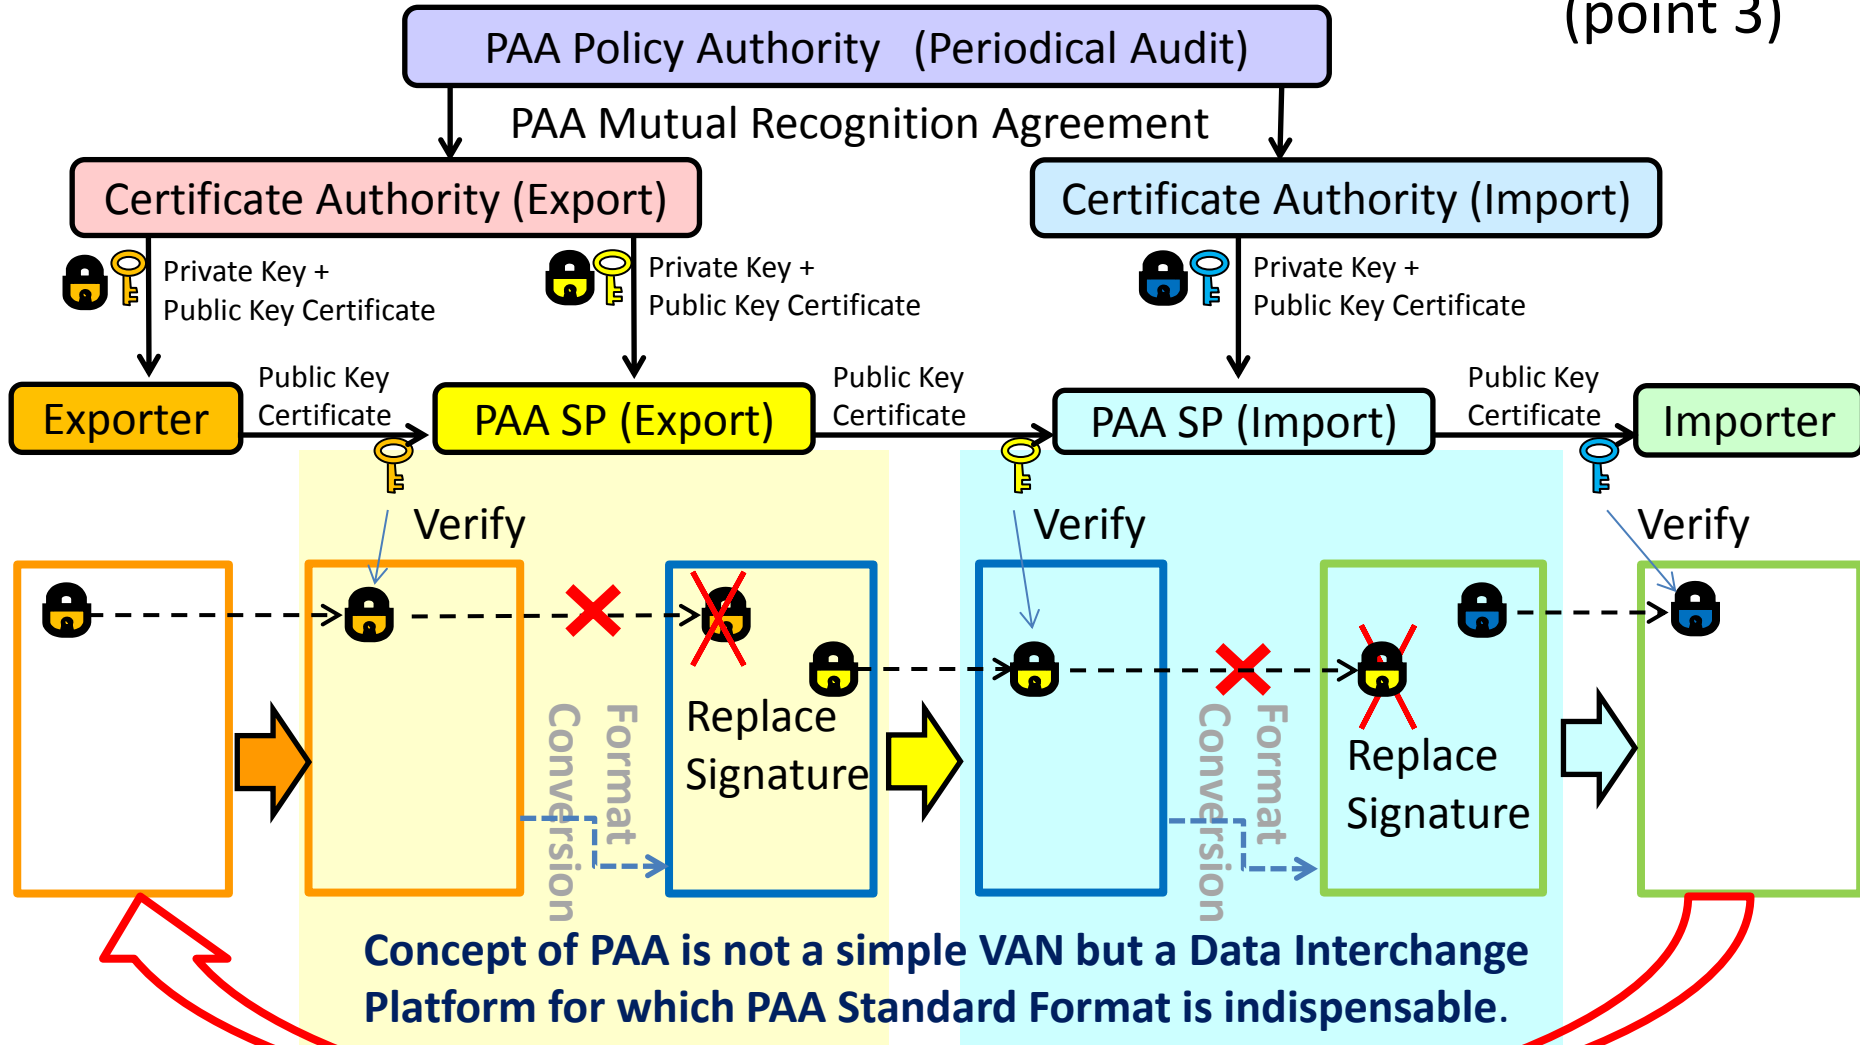 (point 3)
PAA Policy Authority (Periodical Audit)
PAA Mutual Recognition Agreement
Certificate Authority (Export)
Certificate Authority (Import)
Private Key +
Public Key Certificate
Private Key +
Public Key Certificate
Private Key +
Public Key Certificate
Exporter
Public Key
Certificate
PAA SP (Export)
Public Key
Certificate
PAA SP (Import)
Public Key
Certificate
Importer
Verify
Verify
Verify
Format
Conversion
Replace
Signature
Format
Conversion
Replace
Signature
Concept of PAA is not a simple VAN but a Data Interchange
Platform for which PAA Standard Format is indispensable.